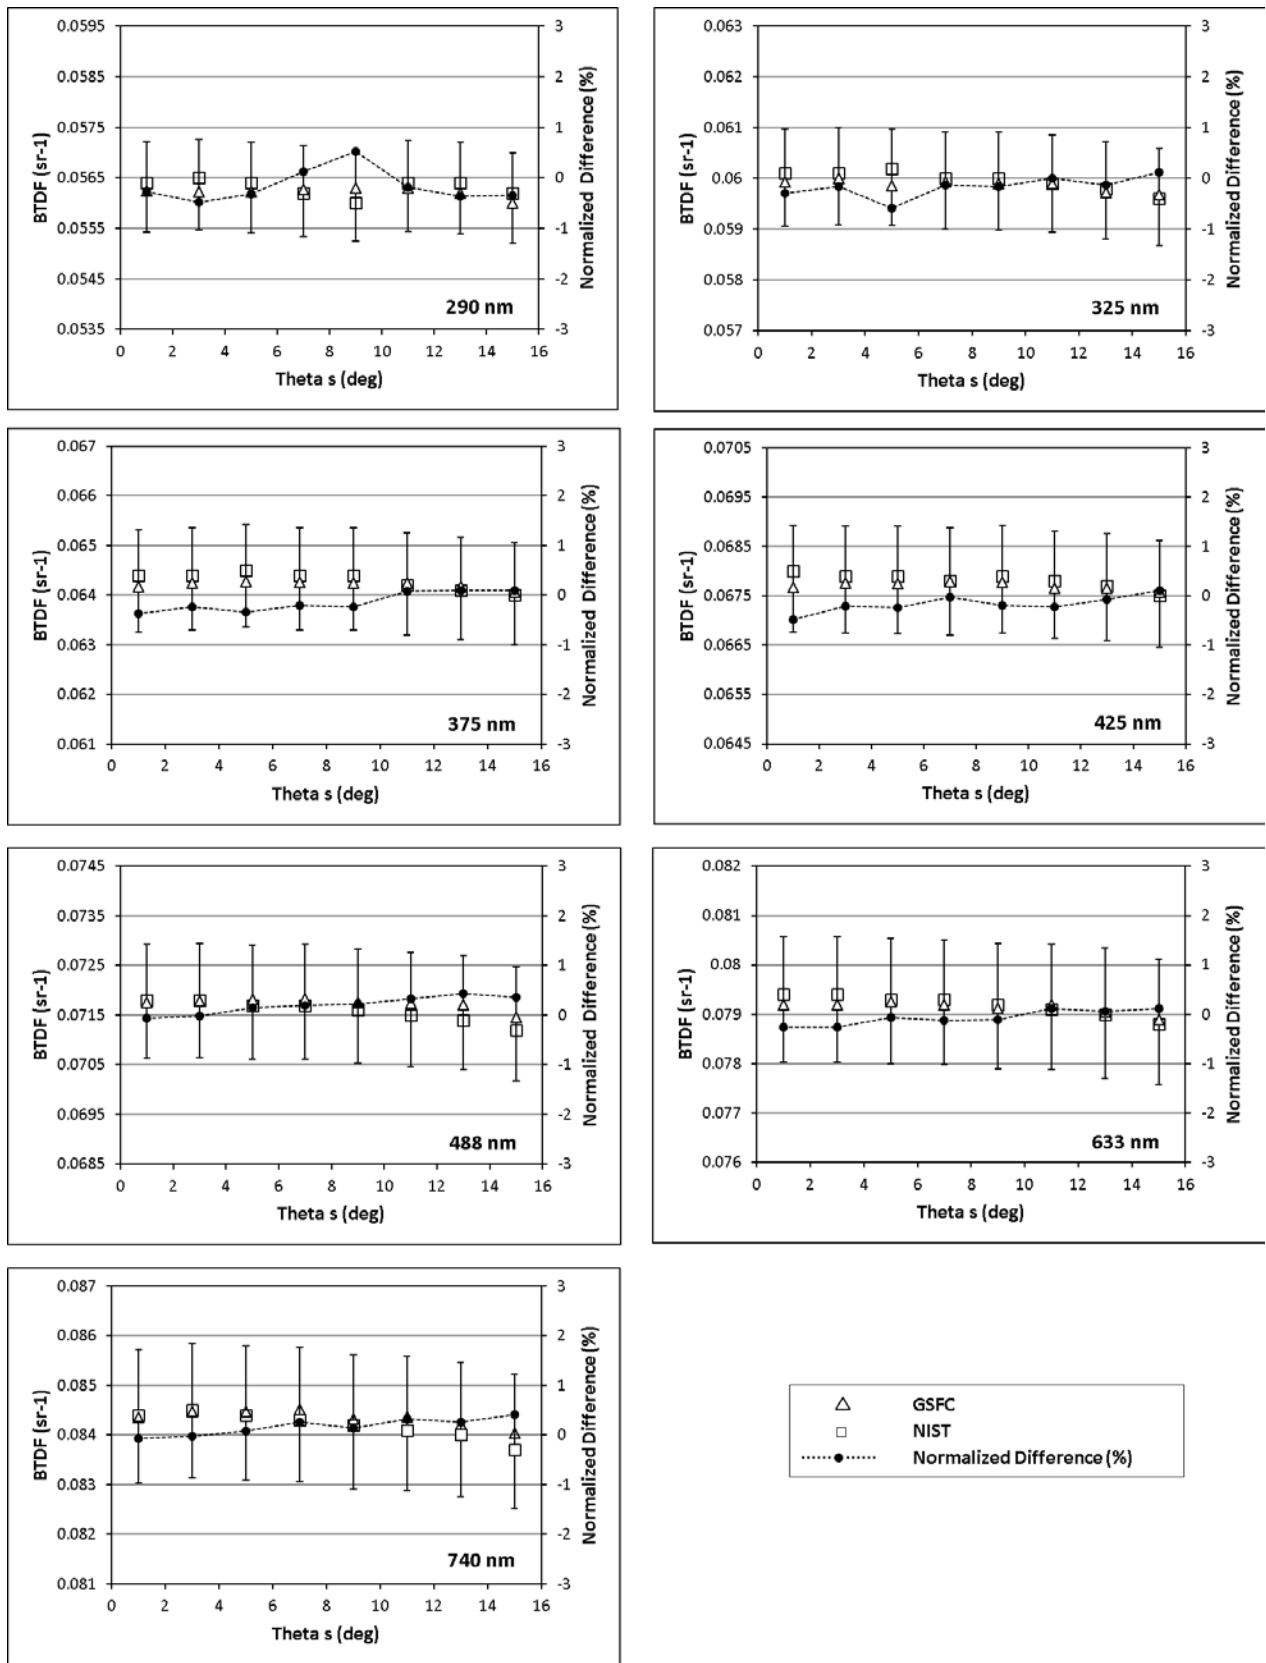 0.0595
0.0585
0.0575
0.0565
0.0555
0.0545
0.0535
BTDF (sr-1)
3
2
1
0
-1
-2
-3
Normalized Difference (%)
290 nm
0 2 4 6 8 10 12 14 16
Theta s (deg)
0.063
0.062
0.061
0.06
0.059
0.058
0.057
BTDF (sr-1)
3
2
1
0
-1
-2
-3
Normalized Difference (%)
325 nm
0 2 4 6 8 10 12 14 16
Theta s (deg)
0.067
0.066
0.065
0.064
0.063
0.062
0.061
BTDF (sr-1)
3
2
1
0
-1
-2
-3
Normalized Difference (%)
375 nm
0 2 4 6 8 10 12 14 16
Theta s (deg)
0.0705
0.0695
0.0685
0.0675
0.0665
0.0655
0.0645
BTDF (sr-1)
3
2
1
0
-1
-2
-3
Normalized Difference (%)
425 nm
0 2 4 6 8 10 12 14 16
Theta s (deg)
0.0745
0.0735
0.0725
0.0715
0.0705
0.0695
0.0685
BTDF (sr-1)
3
2
1
0
-1
-2
-3
Normalized Difference (%)
488 nm
0 2 4 6 8 10 12 14 16
Theta s (deg)
0.082
0.081
0.08
0.079
0.078
0.077
0.076
BTDF (sr-1)
3
2
1
0
-1
-2
-3
Normalized Difference (%)
633 nm
0 2 4 6 8 10 12 14 16
Theta s (deg)
0.087
0.086
0.085
0.084
0.083
0.082
0.081
BTDF (sr-1)
3
2
1
0
-1
-2
-3
Normalized Difference (%)
740 nm
0 2 4 6 8 10 12 14 16
Theta s (deg)
GSFC
NIST
Normalized Difference (%)